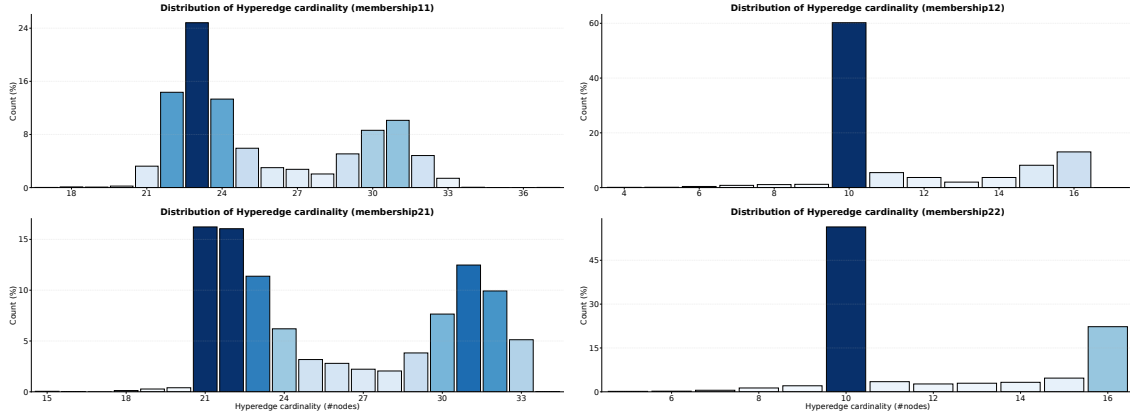 Distribution of Hyperedge cardinality (membership11)
Count (%)
24
16
8
0
18 21 24 27 30 33 36
Distribution of Hyperedge cardinality (membership12)
Count (%)
60
40
20
0
4 6 8 10 12 14 16
Distribution of Hyperedge cardinality (membership21)
Count (%)
15
10
5
0
15 18 21 24 27 30 33
Hyperedge cardinality (#nodes)
Distribution of Hyperedge cardinality (membership22)
Count (%)
45
30
15
0
6 8 10 12 14 16
Hyperedge cardinality (#nodes)